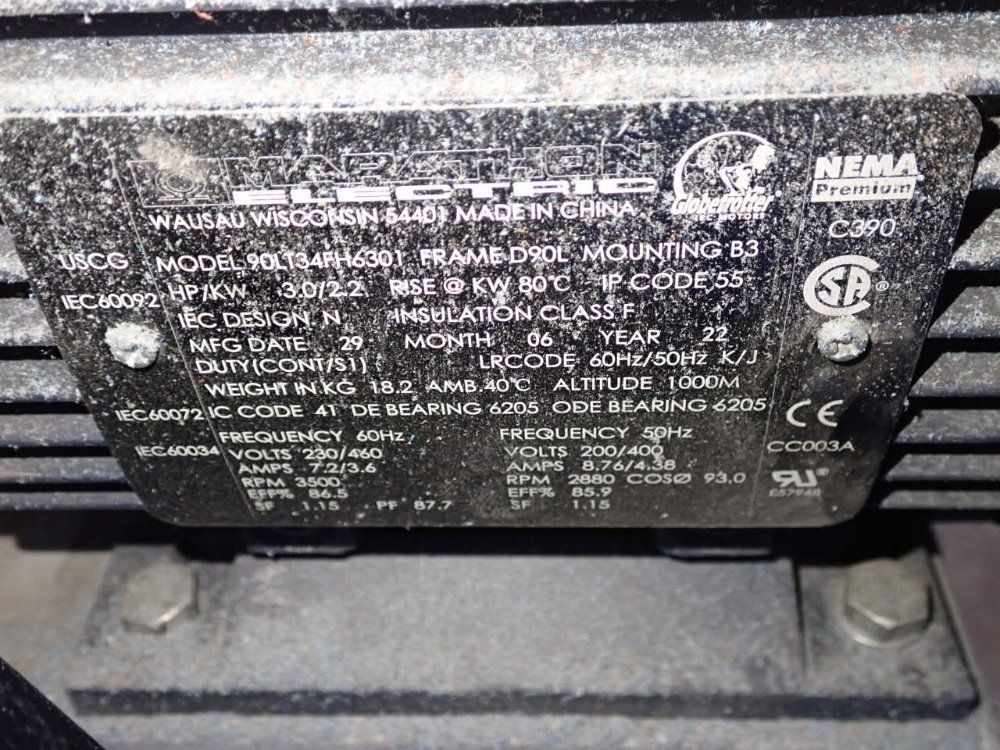 MARATHON
ELECTRIC
Globetrotter
MOTORS
NEMA
Premium
WAUSAU WISCONSIN 54401 MADE IN CHINA
C390
USCG MODEL 90LT34FH6301 FRAME D90L MOUNTING B3
IEC60092 HP/KW 3.0/2.2 RISE @ KW 80°C IP CODE 55
SA ®
IEC DESIGN N INSULATION CLASS F
MFG DATE 29 MONTH 06 YEAR 22
DUTY(CONT/S1) LRCODE 60Hz/50Hz K/J
WEIGHT IN KG 18.2 AMB 40°C ALTITUDE 1000M
IEC60072 IC CODE 41 DE BEARING 6205 ODE BEARING 6205
CE
IEC60034 FREQUENCY 60Hz FREQUENCY 50Hz
VOLTS 230/460 VOLTS 200/400
CC003A
AMPS 7.2/3.6 AMPS 8.76/4.38
RPM 3500 RPM 2880 COSØ 93.0
EFF% 86.5 EFF% 85.9
SF 1.15 PF 87.7 SF 1.15